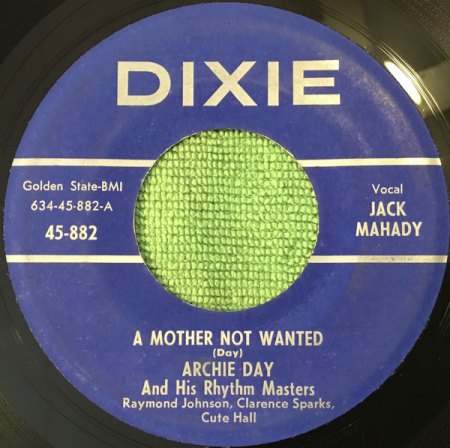 DIXIE
Golden State-BMI
634-45-882-A
45-882
Vocal
JACK
MAHADY
A MOTHER NOT WANTED
(Day)
ARCHIE DAY
And His Rhythm Masters
Raymond Johnson, Clarence Sparks,
Cute Hall